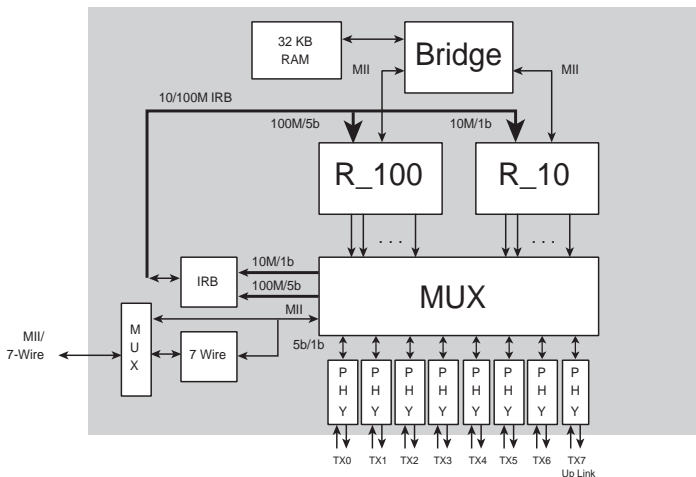 32 KB
RAM
Bridge
MII
MII
10/100M IRB
100M/5b
10M/1b
R_100
R_10
. . .
. . .
10M/1b
IRB
100M/5b
MUX
MII
MII/
7-Wire
M
U
X
7 Wire
5b/1b
P
H
Y
P
H
Y
P
H
Y
P
H
Y
P
H
Y
P
H
Y
P
H
Y
P
H
Y
TX0
TX1
TX2
TX3
TX4
TX5
TX6
TX7
Up Link